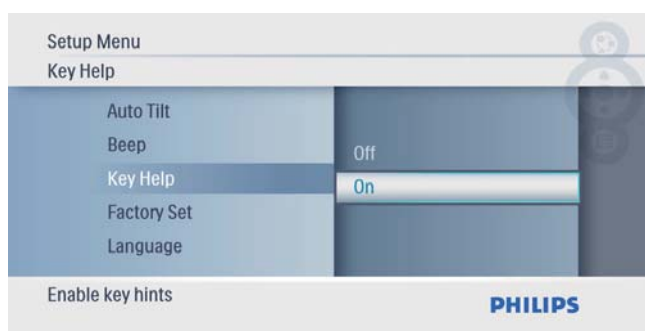 Setup Menu
Key Help
Auto Tilt
Beep
Key Help
Factory Set
Language
Off
On
Enable key hints
PHILIPS